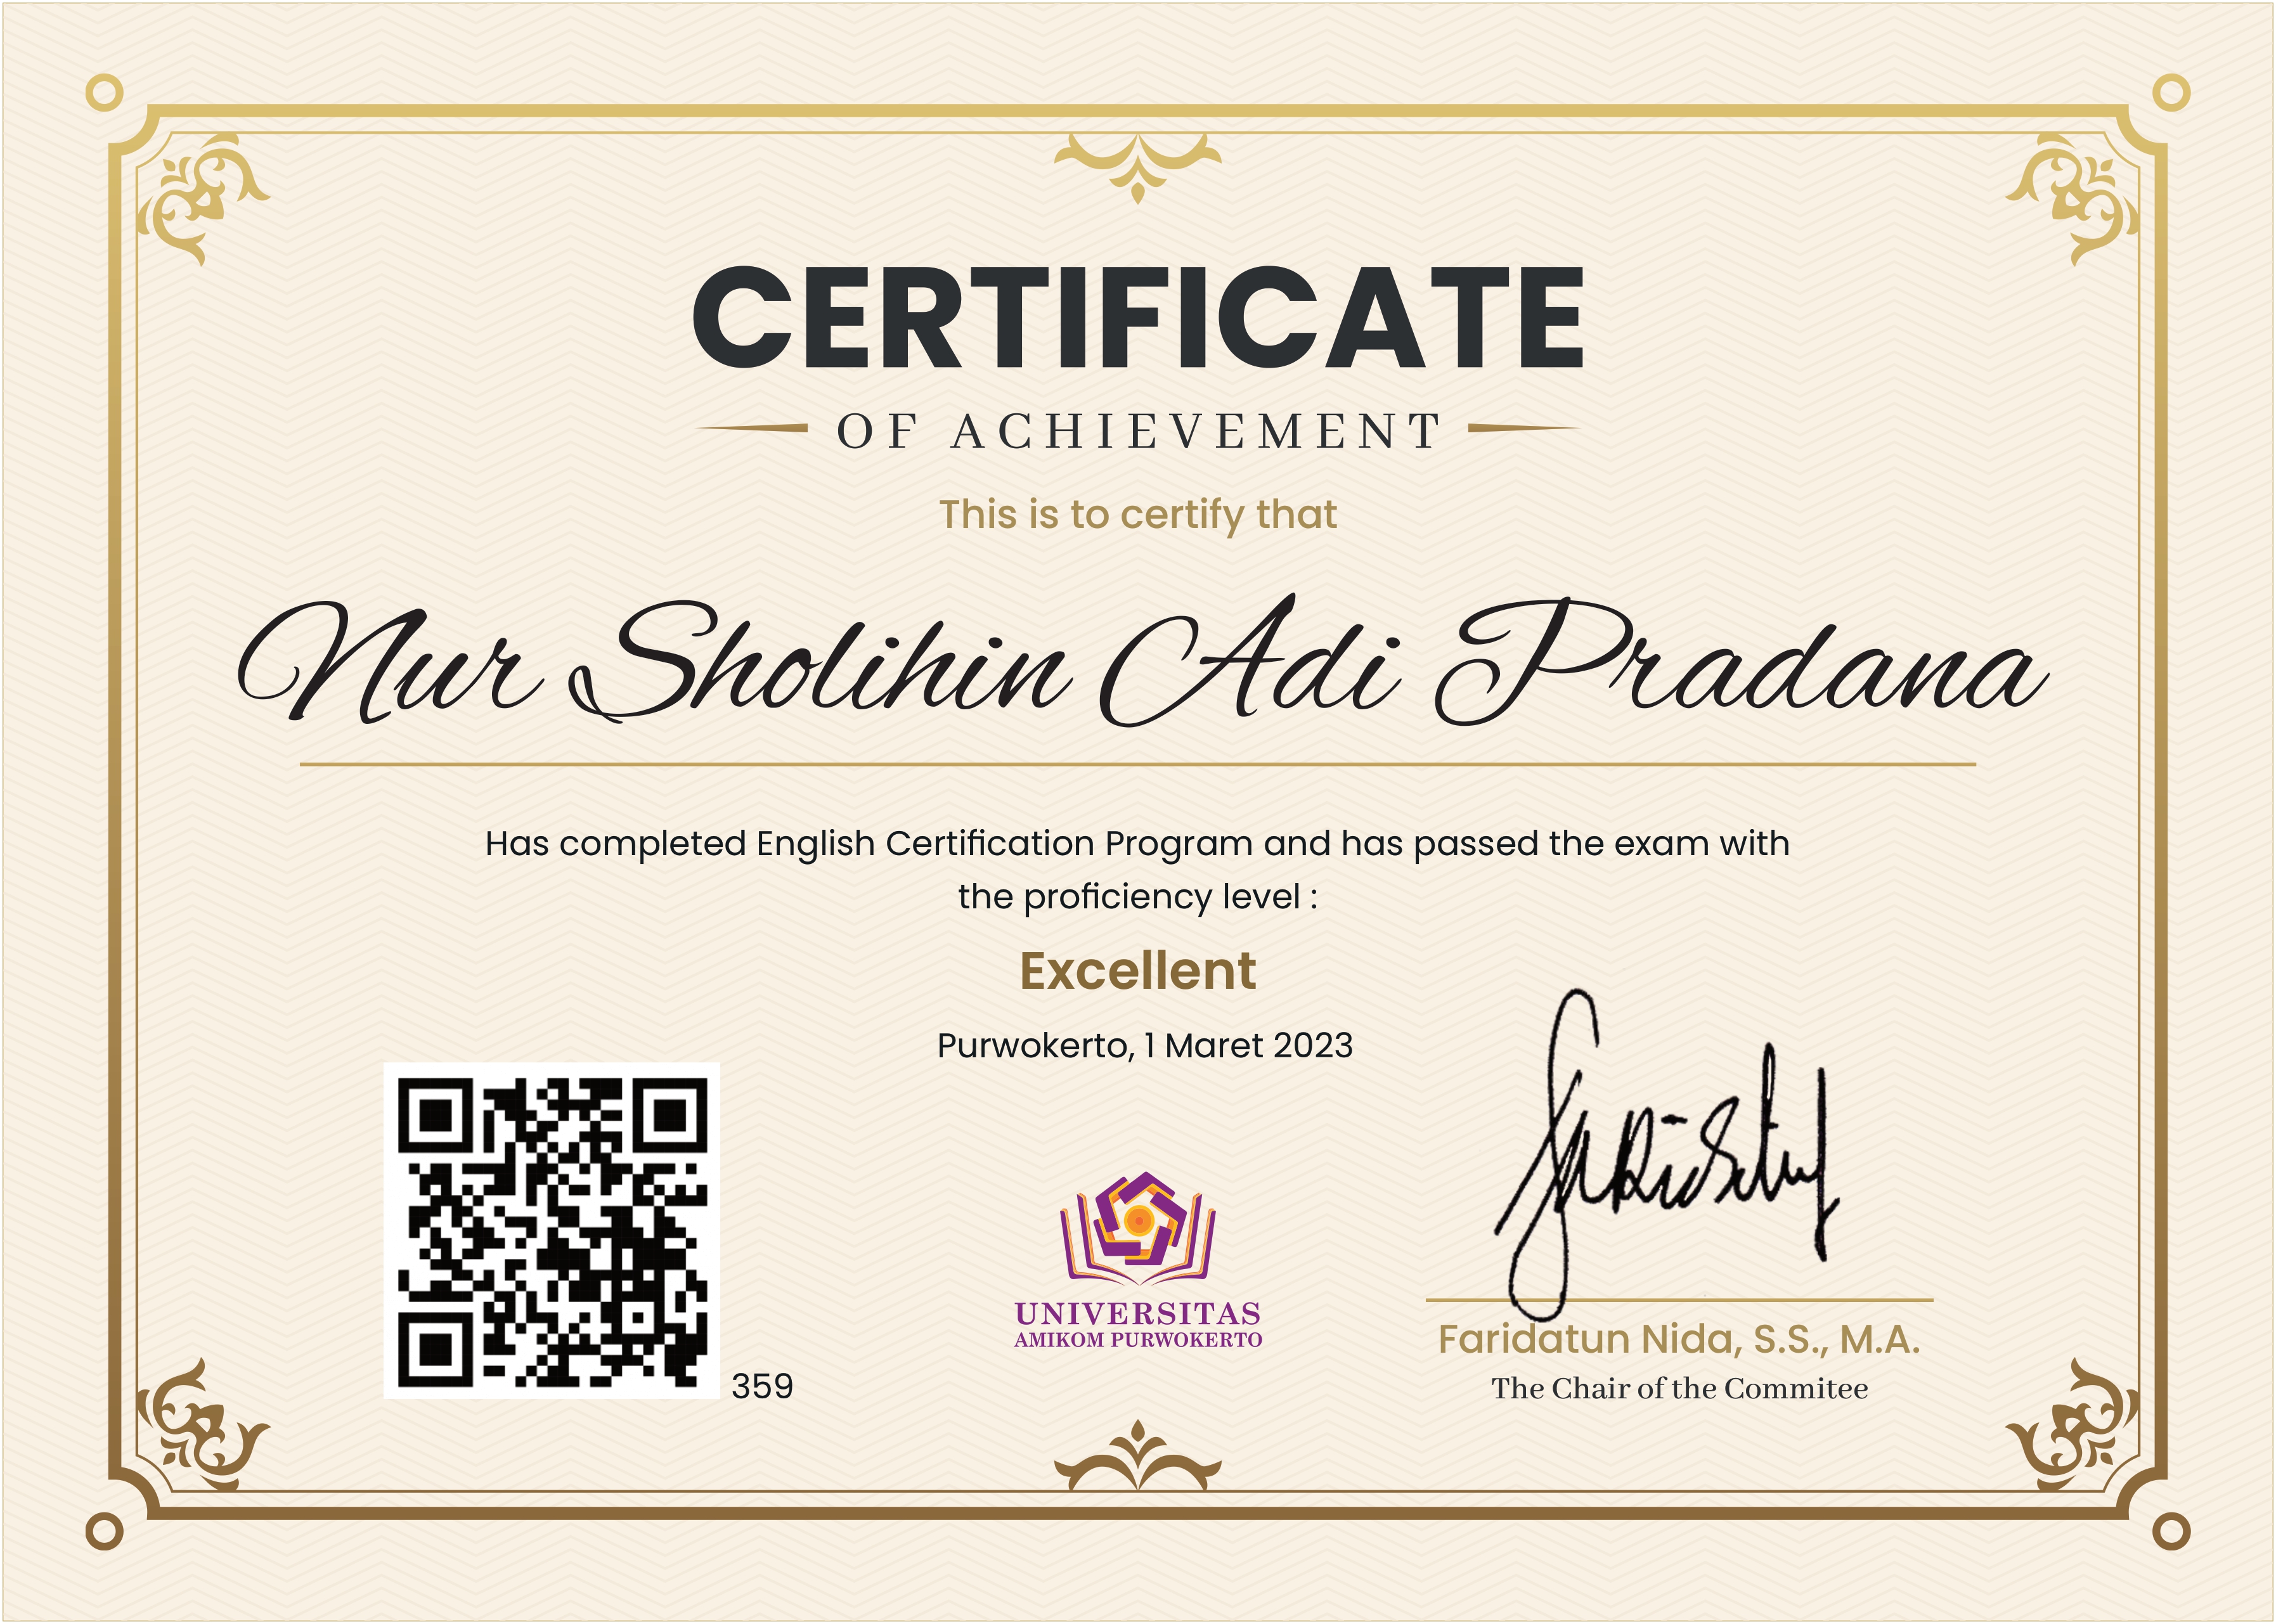 CERTIFICATE
OF ACHIEVEMENT
This is to certify that
Nur Sholihin Adi Pradana
Has completed English Certification Program and has passed the exam with
the proficiency level :
Excellent
Purwokerto, 1 Maret 2023
359
UNIVERSITAS
AMIKOM PURWOKERTO
Faridatun Nida, S.S., M.A.
The Chair of the Commitee